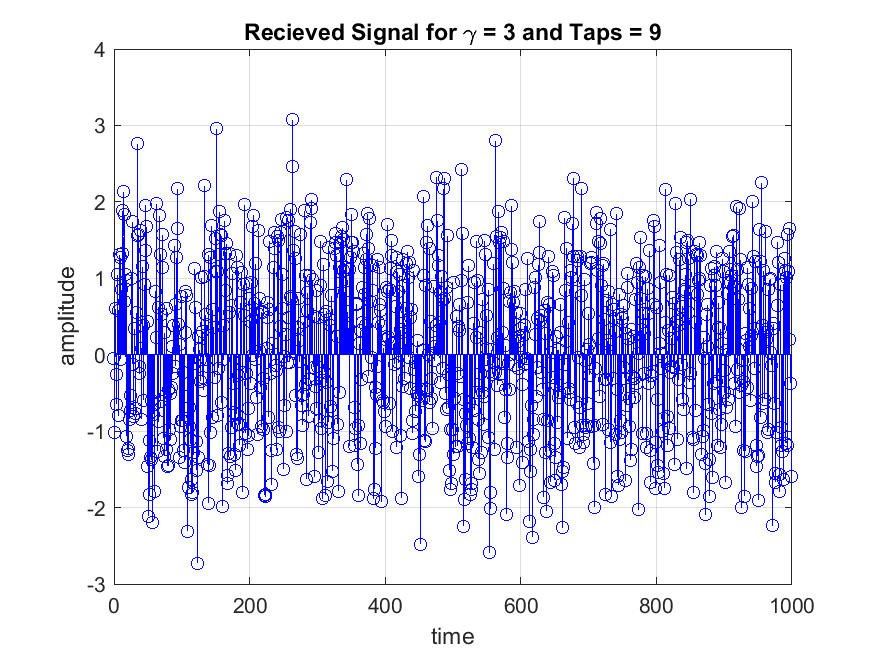 Recieved Signal for γ = 3 and Taps = 9
4
3
2
1
0
-1
-2
-3
amplitude
0 200 400 600 800 1000
time